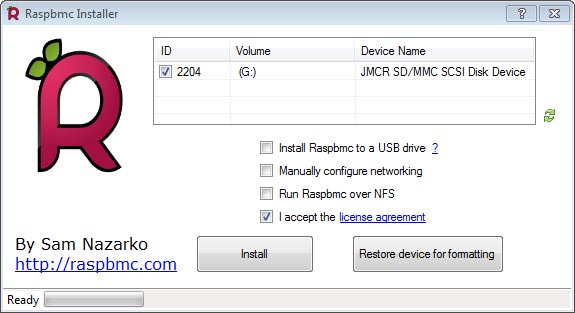 Raspbmc Installer
ID Volume Device Name
2204 (G:) JMCR SD/MMC SCSI Disk Device
Install Raspbmc to a USB drive ?
Manually configure networking
Run Raspbmc over NFS
I accept the license agreement
By Sam Nazarko
http://raspbmc.com
Install
Restore device for formatting
Ready